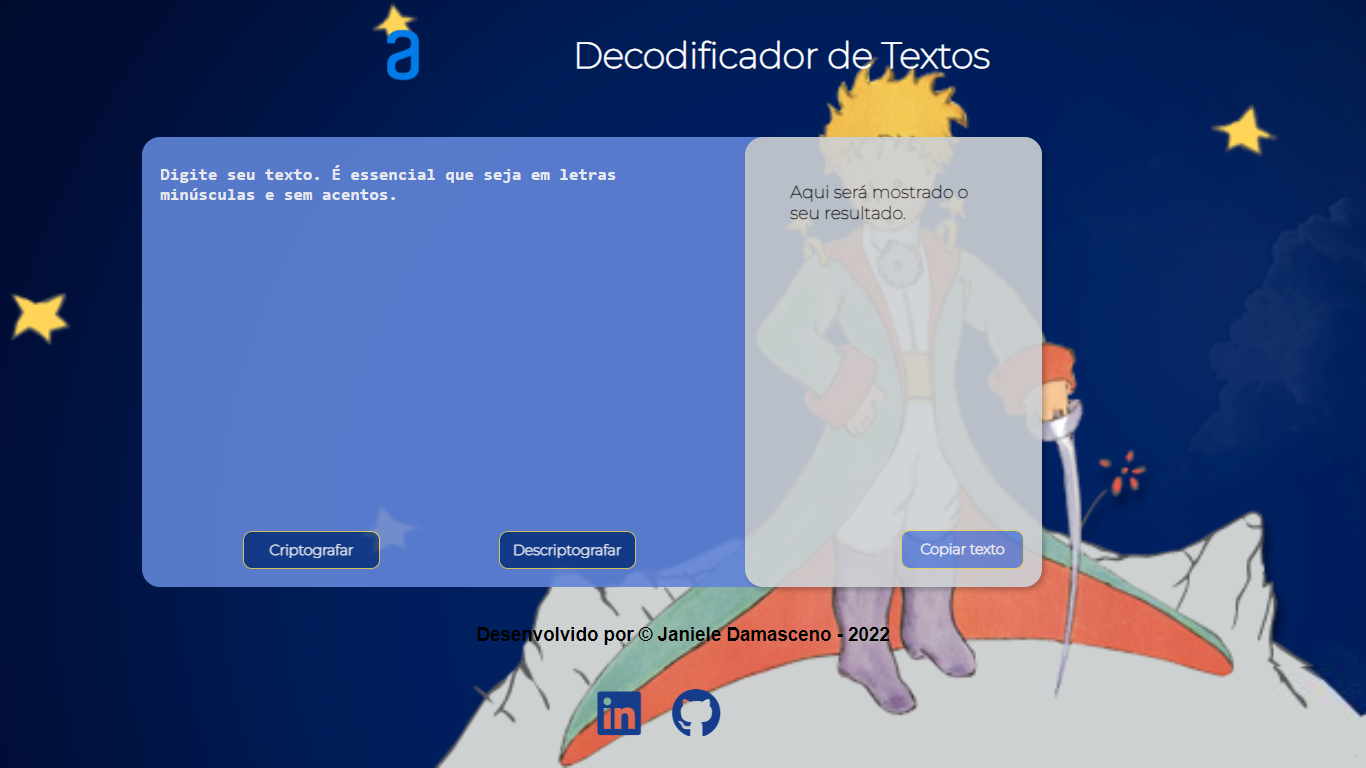 a
Decodificador de Textos
Digite seu texto. É essencial que seja em letras
minúsculas e sem acentos.
Aqui será mostrado o
seu resultado.
Criptografar
Descriptografar
Copiar texto
Desenvolvido por © Janiele Damasceno - 2022
in